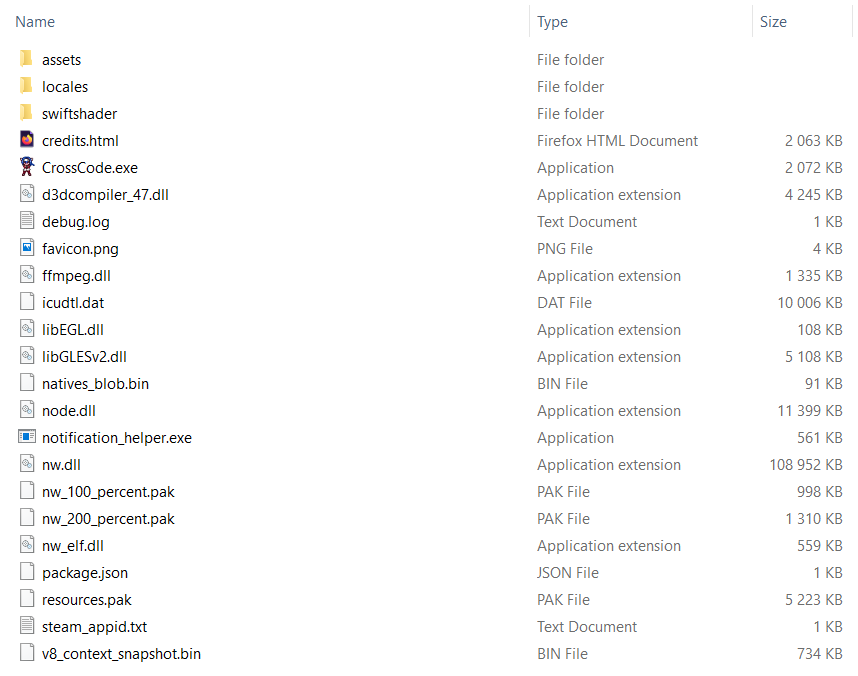 Name Type Size
assets File folder
locales File folder
swiftshader File folder
credits.html Firefox HTML Document 2 063 KB
CrossCode.exe Application 2 072 KB
d3dcompiler_47.dll Application extension 4 245 KB
debug.log Text Document 1 KB
favicon.png PNG File 4 KB
ffmpeg.dll Application extension 1 335 KB
icudtl.dat DAT File 10 006 KB
libEGL.dll Application extension 108 KB
libGLESv2.dll Application extension 5 108 KB
natives_blob.bin BIN File 91 KB
node.dll Application extension 11 399 KB
notification_helper.exe Application 561 KB
nw.dll Application extension 108 952 KB
nw_100_percent.pak PAK File 998 KB
nw_200_percent.pak PAK File 1 310 KB
nw_elf.dll Application extension 559 KB
package.json JSON File 1 KB
resources.pak PAK File 5 223 KB
steam_appid.txt Text Document 1 KB
v8_context_snapshot.bin BIN File 734 KB